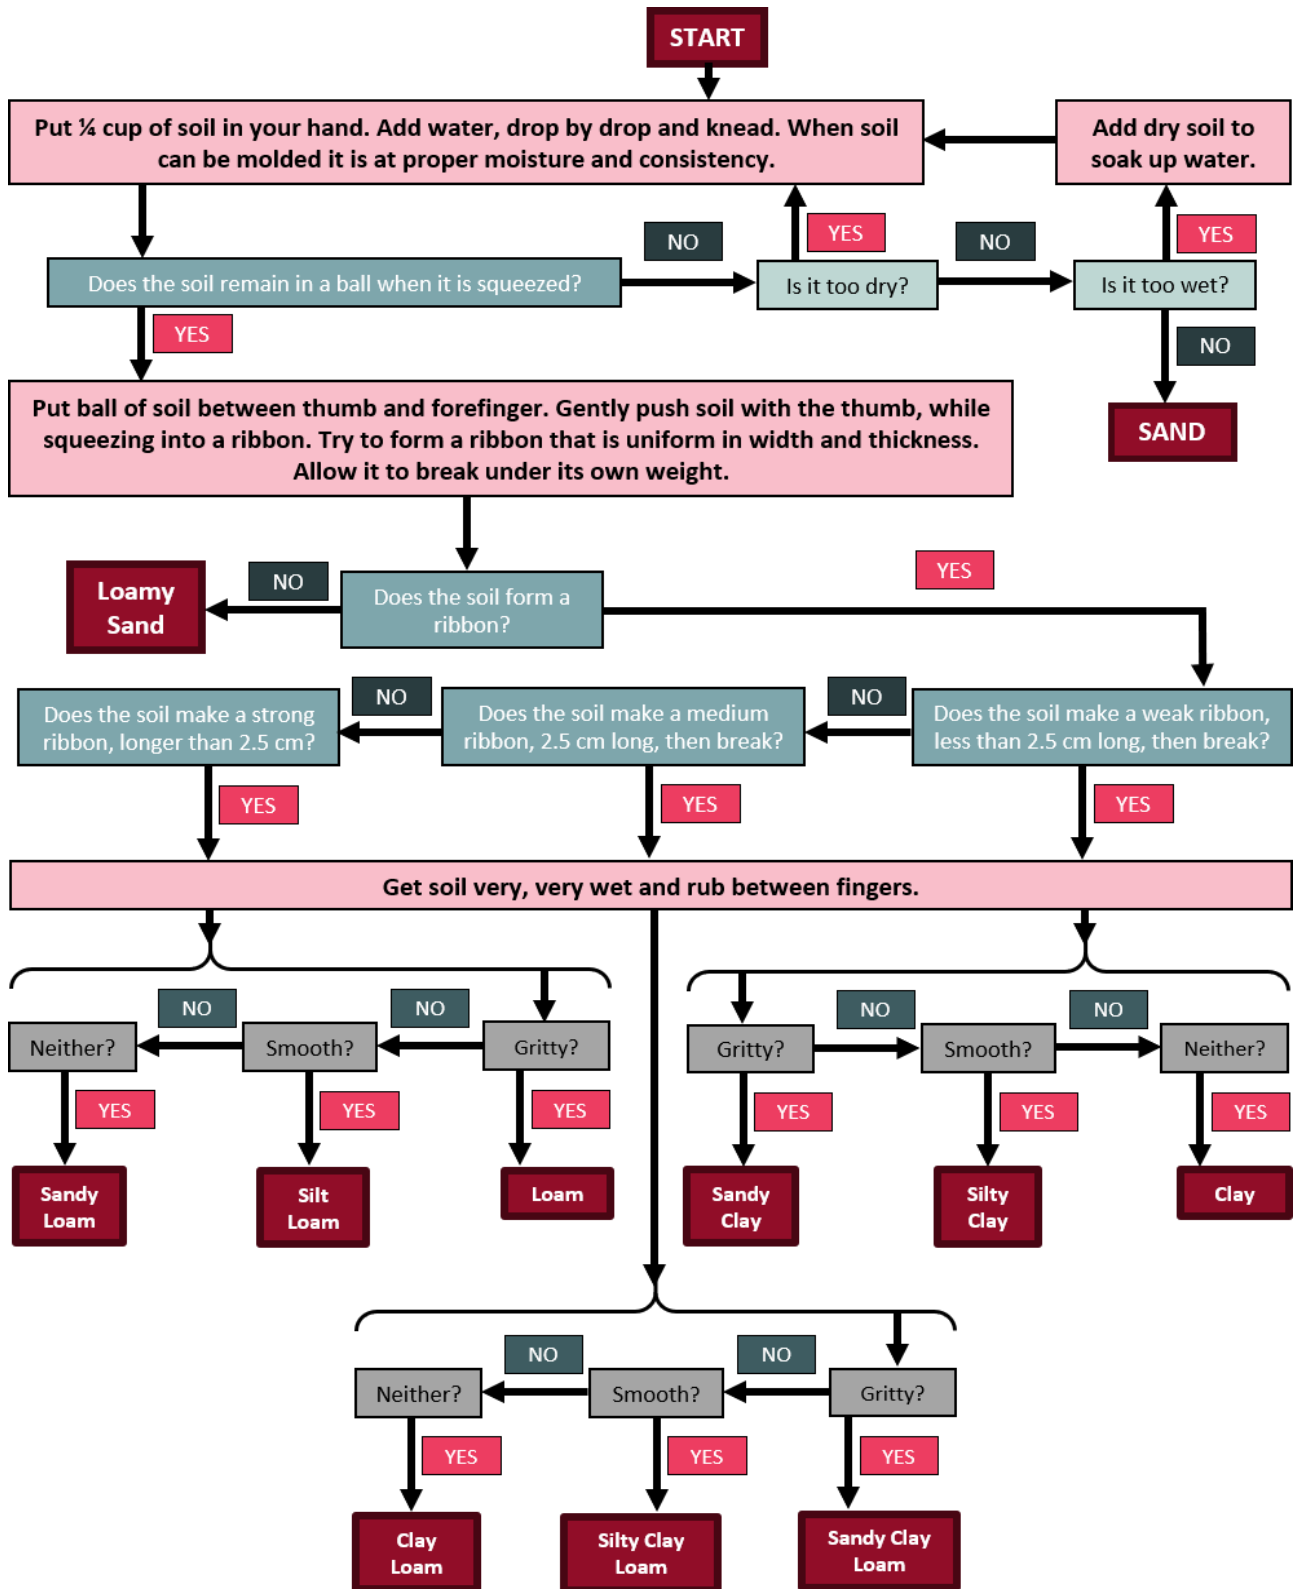 START
Put ¼ cup of soil in your hand. Add water, drop by drop and knead. When soil
can be molded it is at proper moisture and consistency.
Add dry soil to
soak up water.
NO
YES
NO
YES
Does the soil remain in a ball when it is squeezed?
Is it too dry?
Is it too wet?
YES
NO
Put ball of soil between thumb and forefinger. Gently push soil with the thumb, while
squeezing into a ribbon. Try to form a ribbon that is uniform in width and thickness.
Allow it to break under its own weight.
SAND
Loamy
Sand
NO
Does the soil form a
ribbon?
YES
Does the soil make a strong
ribbon, longer than 2.5 cm?
NO
Does the soil make a medium
ribbon, 2.5 cm long, then break?
NO
Does the soil make a weak ribbon,
less than 2.5 cm long, then break?
YES
YES
YES
Get soil very, very wet and rub between fingers.
NO
NO
NO
NO
Neither?
Smooth?
Gritty?
Gritty?
Smooth?
Neither?
YES
YES
YES
YES
YES
YES
Sandy
Loam
Silt
Loam
Loam
Sandy
Clay
Silty
Clay
Clay
NO
NO
Neither?
Smooth?
Gritty?
YES
YES
YES
Clay
Loam
Silty Clay
Loam
Sandy Clay
Loam